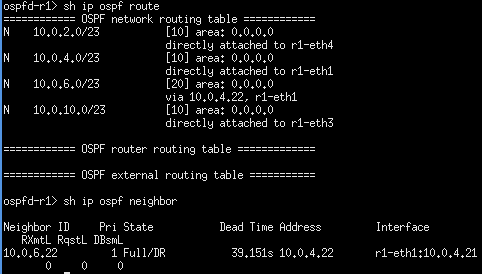 ospfd-r1> sh ip ospf route
============ OSPF network routing table ============
N    10.0.2.0/23           [10] area: 0.0.0.0
                           directly attached to r1-eth4
N    10.0.4.0/23           [10] area: 0.0.0.0
                           directly attached to r1-eth1
N    10.0.6.0/23           [20] area: 0.0.0.0
                           via 10.0.4.22, r1-eth1
N    10.0.10.0/23          [10] area: 0.0.0.0
                           directly attached to r1-eth3
============ OSPF router routing table =============
============ OSPF external routing table ===========
ospfd-r1> sh ip ospf neighbor
Neighbor ID     Pri State           Dead Time Address         Interface
   RXmtL RqstL DBsmL
10.0.6.22         1 Full/DR           39.151s 10.0.4.22       r1-eth1:10.0.4.21
       0     0     0